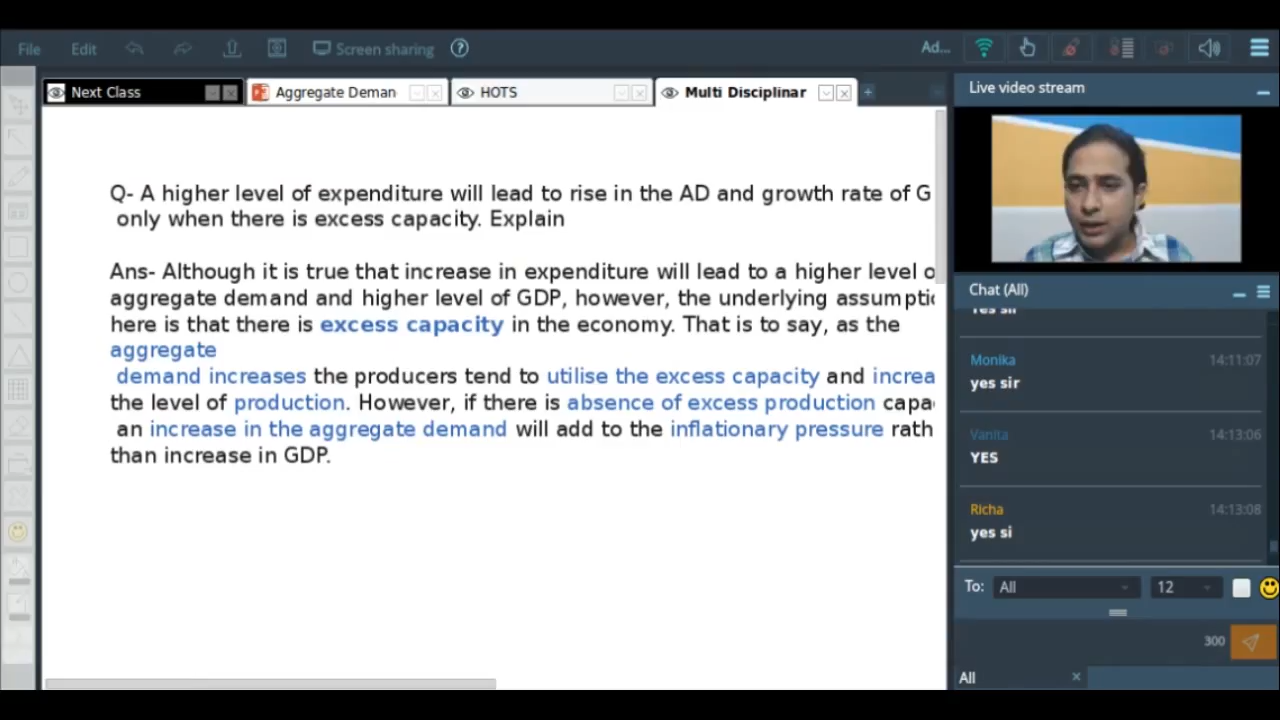 File Edit Screen sharing ? Ad...
Next Class Aggregate Deman HOTS Multi Disciplinar +
Q- A higher level of expenditure will lead to rise in the AD and growth rate of G
only when there is excess capacity. Explain
Ans- Although it is true that increase in expenditure will lead to a higher level o
aggregate demand and higher level of GDP, however, the underlying assumptic
here is that there is excess capacity in the economy. That is to say, as the
aggregate
demand increases the producers tend to utilise the excess capacity and increa
the level of production. However, if there is absence of excess production capa
an increase in the aggregate demand will add to the inflationary pressure rath
than increase in GDP.
Live video stream
Chat (All)
Yes sir
Monika 14:11:07
yes sir
Vanita 14:13:06
YES
Richa 14:13:08
yes si
To: All 12
300
All